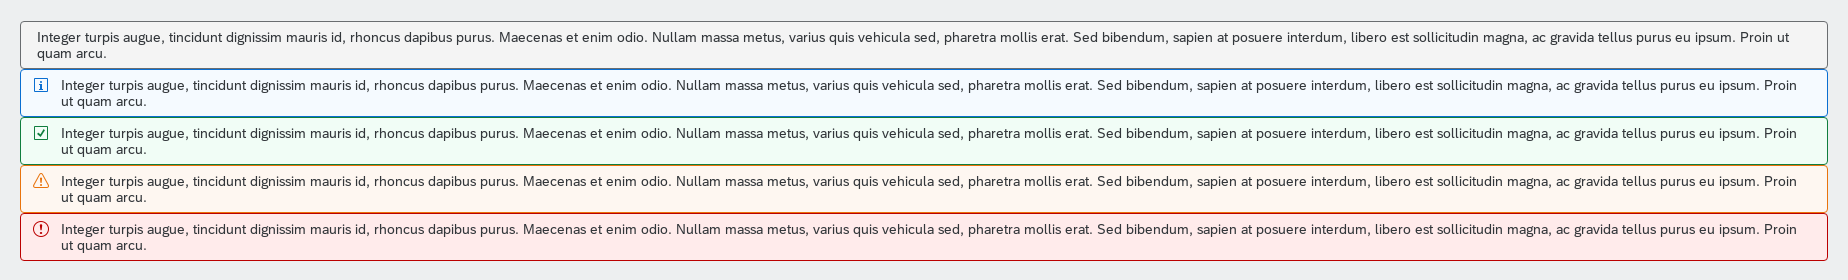 Integer turpis augue, tincidunt dignissim mauris id, rhoncus dapibus purus. Maecenas et enim odio. Nullam massa metus, varius quis vehicula sed, pharetra mollis erat. Sed bibendum, sapien at posuere interdum, libero est sollicitudin magna, ac gravida tellus purus eu ipsum. Proin ut
quam arcu.
Integer turpis augue, tincidunt dignissim mauris id, rhoncus dapibus purus. Maecenas et enim odio. Nullam massa metus, varius quis vehicula sed, pharetra mollis erat. Sed bibendum, sapien at posuere interdum, libero est sollicitudin magna, ac gravida tellus purus eu ipsum. Proin
ut quam arcu.
Integer turpis augue, tincidunt dignissim mauris id, rhoncus dapibus purus. Maecenas et enim odio. Nullam massa metus, varius quis vehicula sed, pharetra mollis erat. Sed bibendum, sapien at posuere interdum, libero est sollicitudin magna, ac gravida tellus purus eu ipsum. Proin
ut quam arcu.
Integer turpis augue, tincidunt dignissim mauris id, rhoncus dapibus purus. Maecenas et enim odio. Nullam massa metus, varius quis vehicula sed, pharetra mollis erat. Sed bibendum, sapien at posuere interdum, libero est sollicitudin magna, ac gravida tellus purus eu ipsum. Proin
ut quam arcu.
Integer turpis augue, tincidunt dignissim mauris id, rhoncus dapibus purus. Maecenas et enim odio. Nullam massa metus, varius quis vehicula sed, pharetra mollis erat. Sed bibendum, sapien at posuere interdum, libero est sollicitudin magna, ac gravida tellus purus eu ipsum. Proin
ut quam arcu.